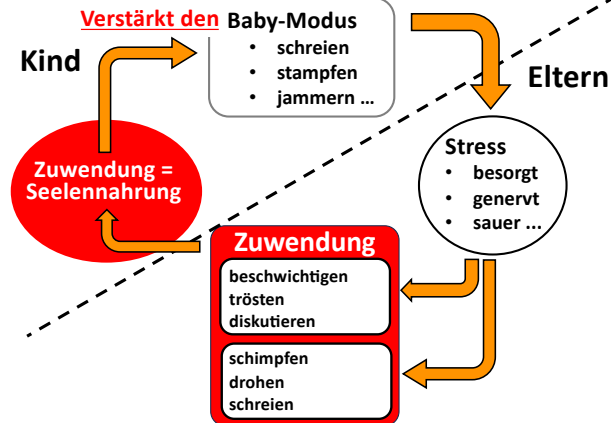 Verstärkt den
Baby-Modus
• schreien
• stampfen
• jammern ...
Kind
Eltern
Stress
• besorgt
• genervt
• sauer ...
Zuwendung =
Seelennahrung
Zuwendung
beschwichtigen
trösten
diskutieren
schimpfen
drohen
schreien